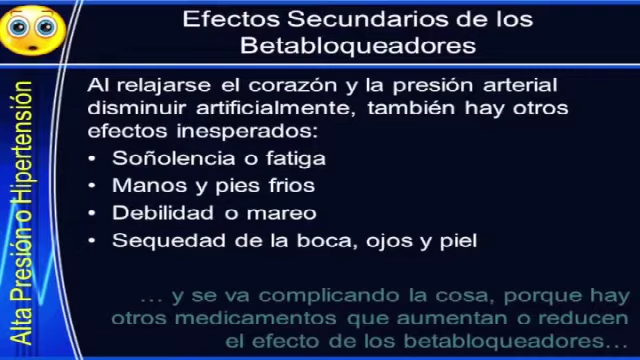 Efectos Secundarios de los
Betabloqueadores
Alta Presión o Hipertensión
Al relajarse el corazón y la presión arterial
disminuir artificialmente, también hay otros
efectos inesperados:
• Soñolencia o fatiga
• Manos y pies frios
• Debilidad o mareo
• Sequedad de la boca, ojos y piel
... y se va complicando la cosa, porque hay
otros medicamentos que aumentan o reducen
el efecto de los betabloqueadores...